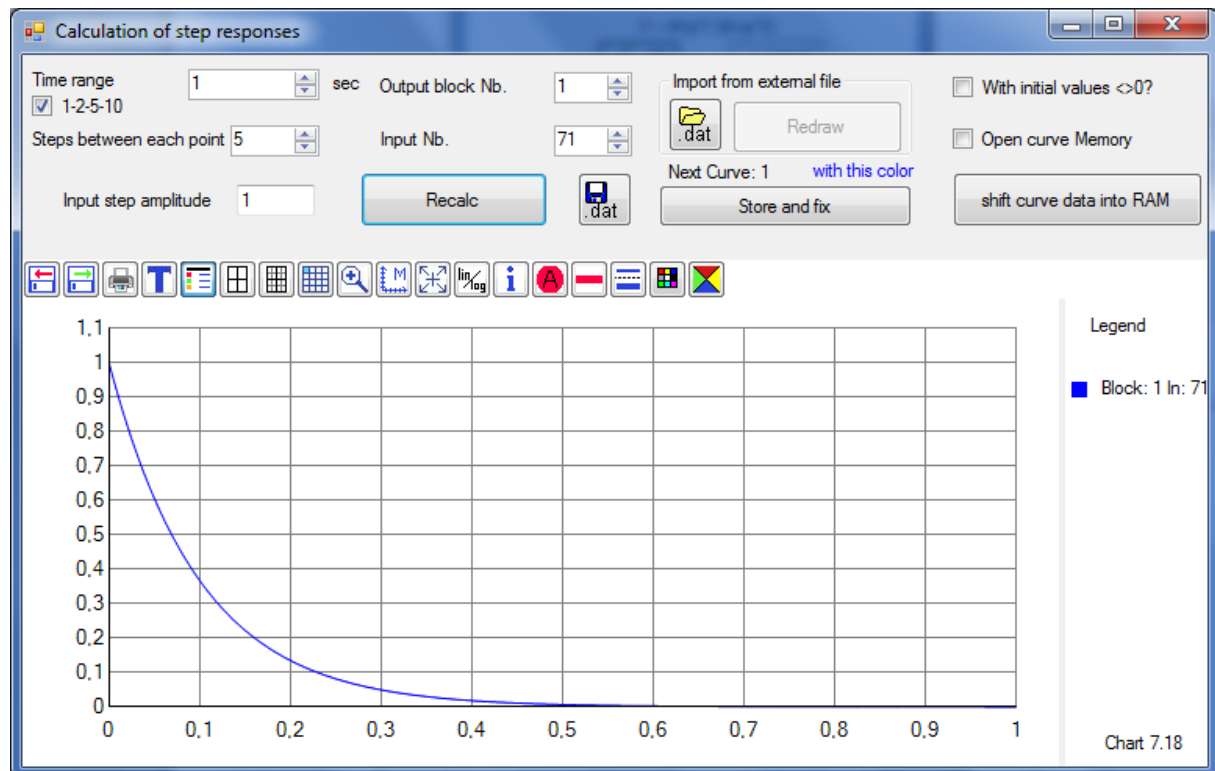 Calculation of step responses
Time range 1 sec Output block Nb. 1 Import from external file With initial values <>0?
1-2-5-10
.dat Redraw
Steps between each point 5 Input Nb. 71 Open curve Memory
Next Curve: 1 with this color
Input step amplitude 1 Recalc .dat Store and fix shift curve data into RAM
T M lin/log i A
1,1 Legend
1
0,9 Block: 1 In: 71
0,8
0,7
0,6
0,5
0,4
0,3
0,2
0,1
0
0 0,1 0,2 0,3 0,4 0,5 0,6 0,7 0,8 0,9 1
Chart 7.18